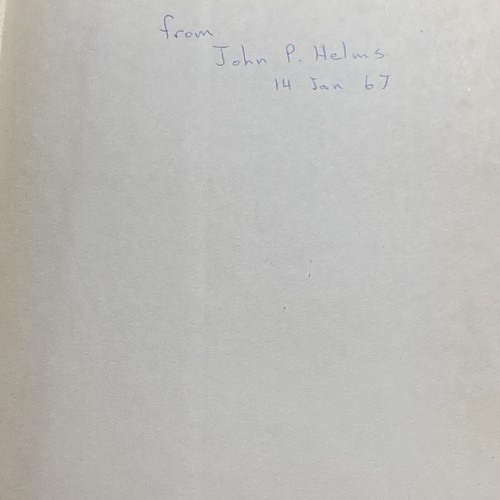 from
John P. Helms
14 Jan 67